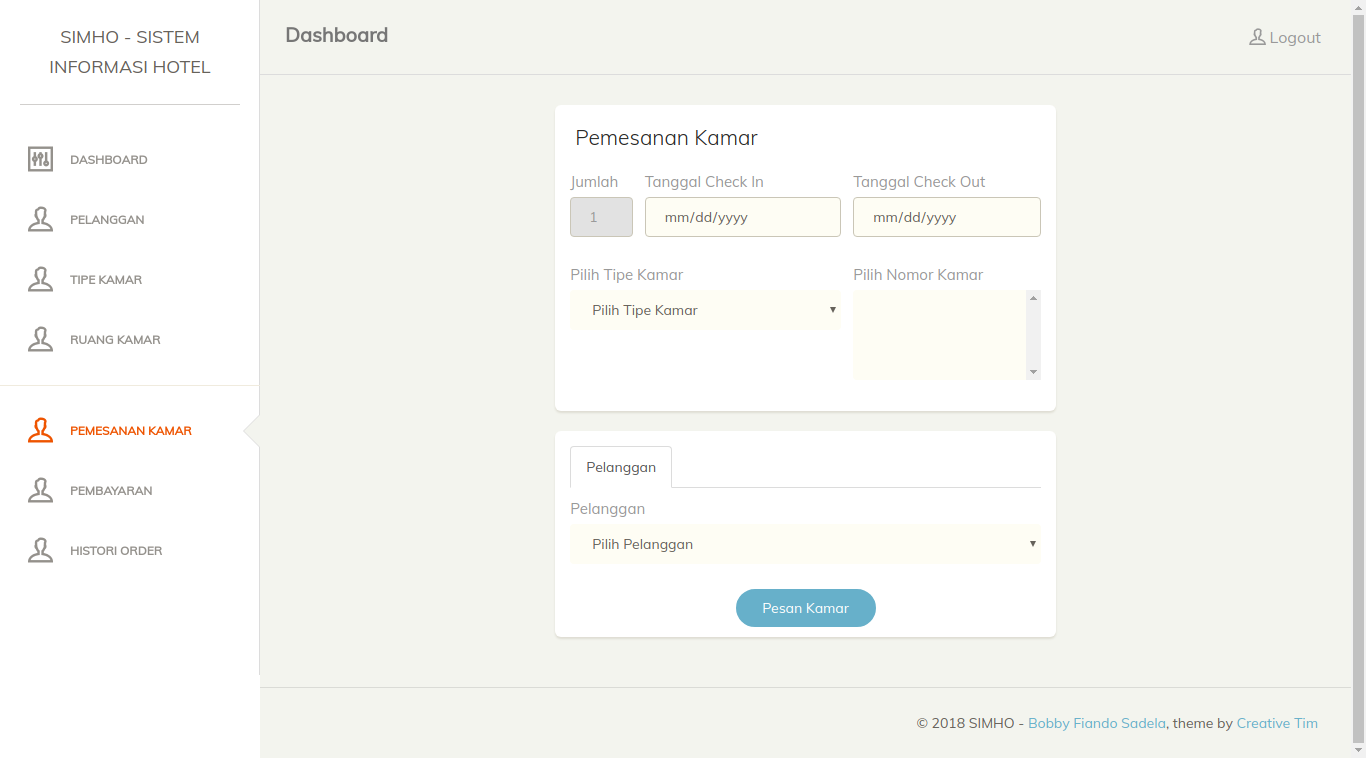 SIMHO - SISTEM
INFORMASI HOTEL
DASHBOARD
PELANGGAN
TIPE KAMAR
RUANG KAMAR
PEMESANAN KAMAR
PEMBAYARAN
HISTORI ORDER
Dashboard
Logout
Pemesanan Kamar
Jumlah Tanggal Check In Tanggal Check Out
1 mm/dd/yyyy mm/dd/yyyy
Pilih Tipe Kamar Pilih Nomor Kamar
Pilih Tipe Kamar
Pelanggan
Pelanggan
Pilih Pelanggan
Pesan Kamar
© 2018 SIMHO - Bobby Fiando Sadela, theme by Creative Tim